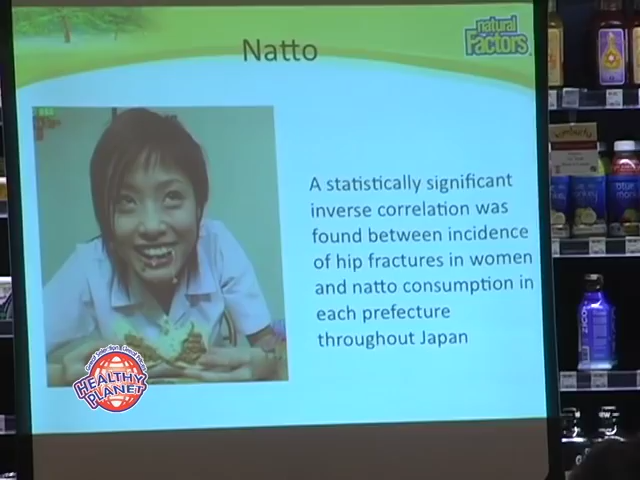 Natto
natural
Factors
A statistically significant
inverse correlation was
found between incidence
of hip fractures in women
and natto consumption in
each prefecture
throughout Japan
HEALTHY
PLANET
ZICO